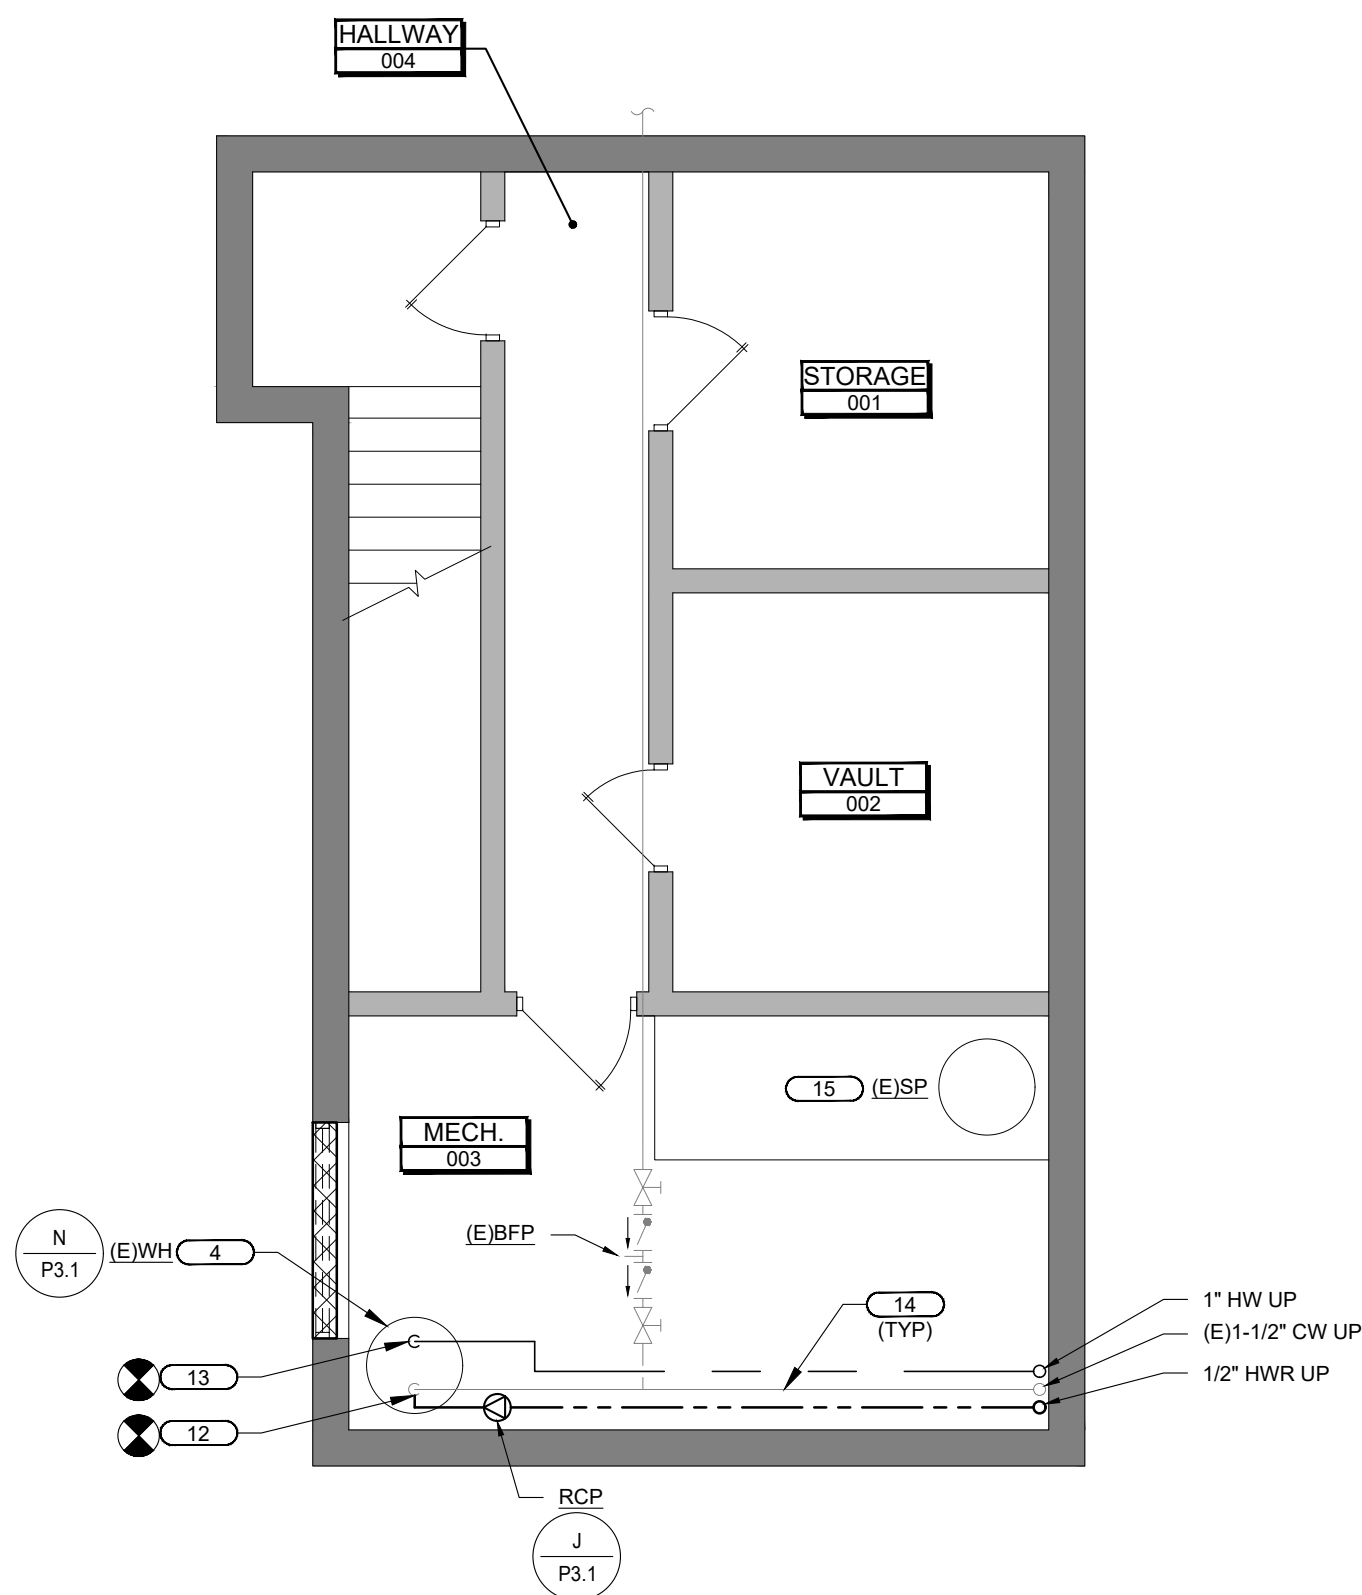 HALLWAY
004
STORAGE
001
VAULT
002
15 (E)SP
MECH.
003
N
P3.1
(E)WH 4
(E)BFP
14
(TYP)
1" HW UP
(E)1-1/2" CW UP
1/2" HWR UP
13
12
RCP
J
P3.1